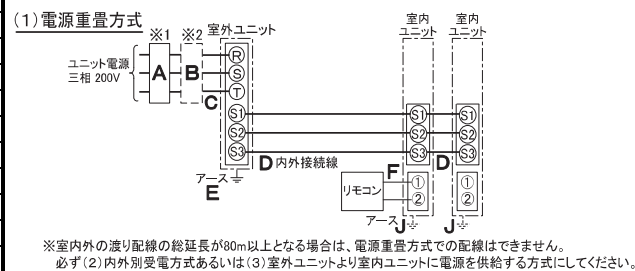 (1)電源重畳方式
※1 ※2 室外ユニット
室内
ユニット
室内
ユニット
ユニット電源
三相 200V
A
B
C
R
S
T
S1
S2
S3
S1
S2
S3
S1
S2
S3
D 内外接続線
D
アース
E
F
リモコン
①
②
①
②
アース
J
J
※室内外の渡り配線の総延長が80m以上となる場合は、電源重畳方式での配線はできません。
必ず(2)内外別受電方式あるいは(3)室外ユニットより室内ユニットに電源を供給する方式にしてください。